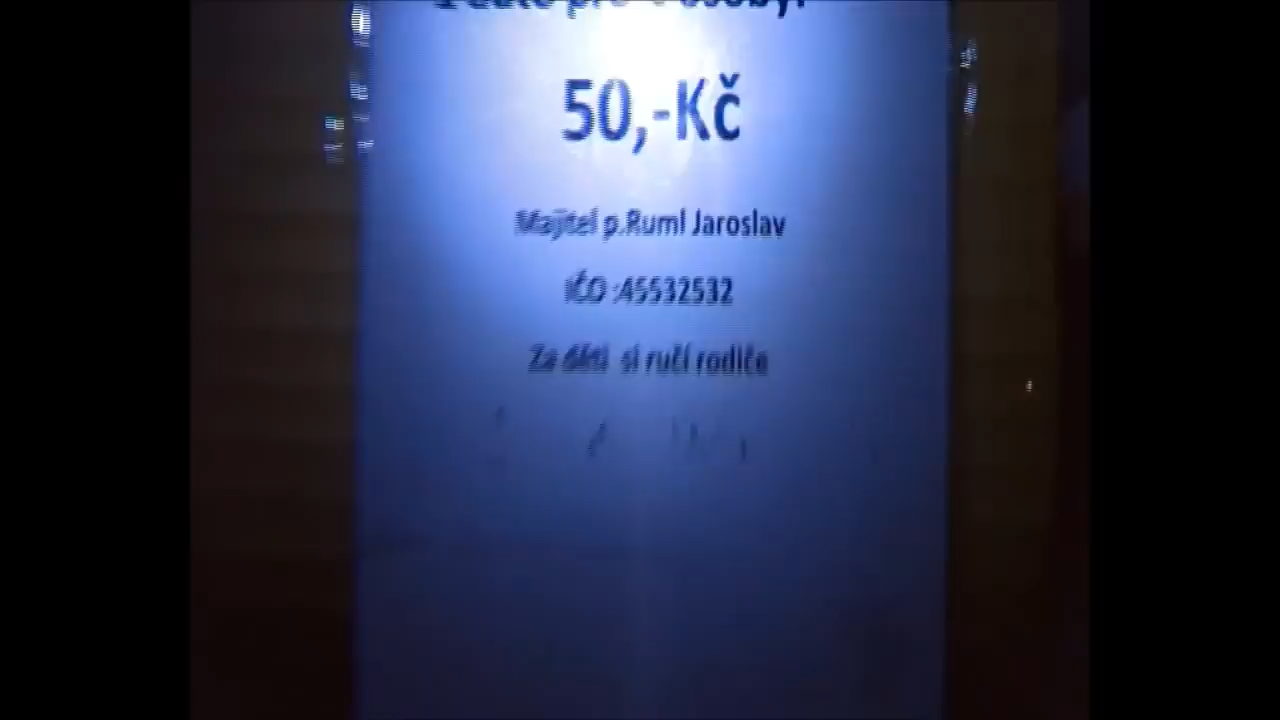 50,-Kč
Majitel p.Ruml Jaroslav
IČO :45532532
Za děti si ručí rodiče